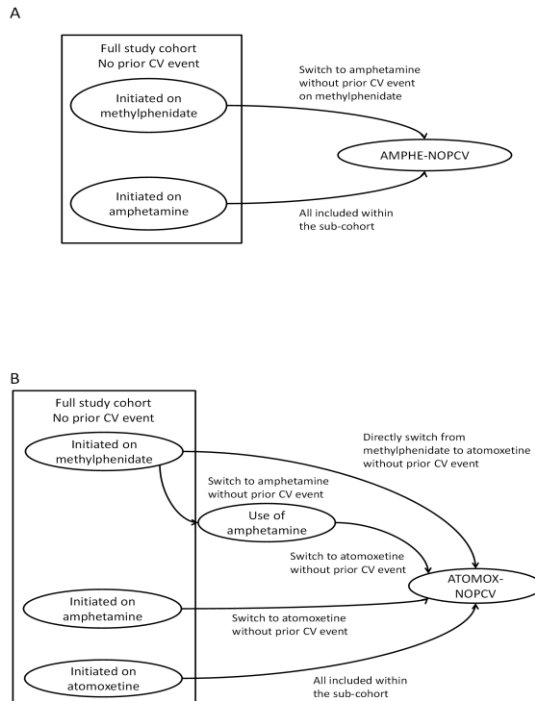 A
Full study cohort
No prior CV event
Initiated on
methylphenidate
Switch to amphetamine
without prior CV event
on methylphenidate
AMPHE-NOPCV
Initiated on
amphetamine
All included within
the sub-cohort
B
Full study cohort
No prior CV event
Initiated on
methylphenidate
Directly switch from
methylphenidate to atomoxetine
without prior CV event
Switch to amphetamine
without prior CV event
Use of
amphetamine
Switch to atomoxetine
without prior CV event
ATOMOX-
NOPCV
Initiated on
amphetamine
Switch to atomoxetine
without prior CV event
Initiated on
atomoxetine
All included within
the sub-cohort